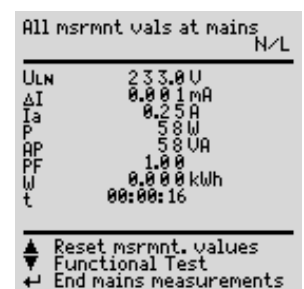 All msrmnt vals at mains
N/L
ULN 233.0 V
ΔI 0.001 mA
Ia 0.25 A
P 58 W
AP 58 VA
PF 1.00
W 0.000 kWh
t 00:00:16
▲ Reset msrmnt. values
▼ Functional Test
↵ End mains measurements